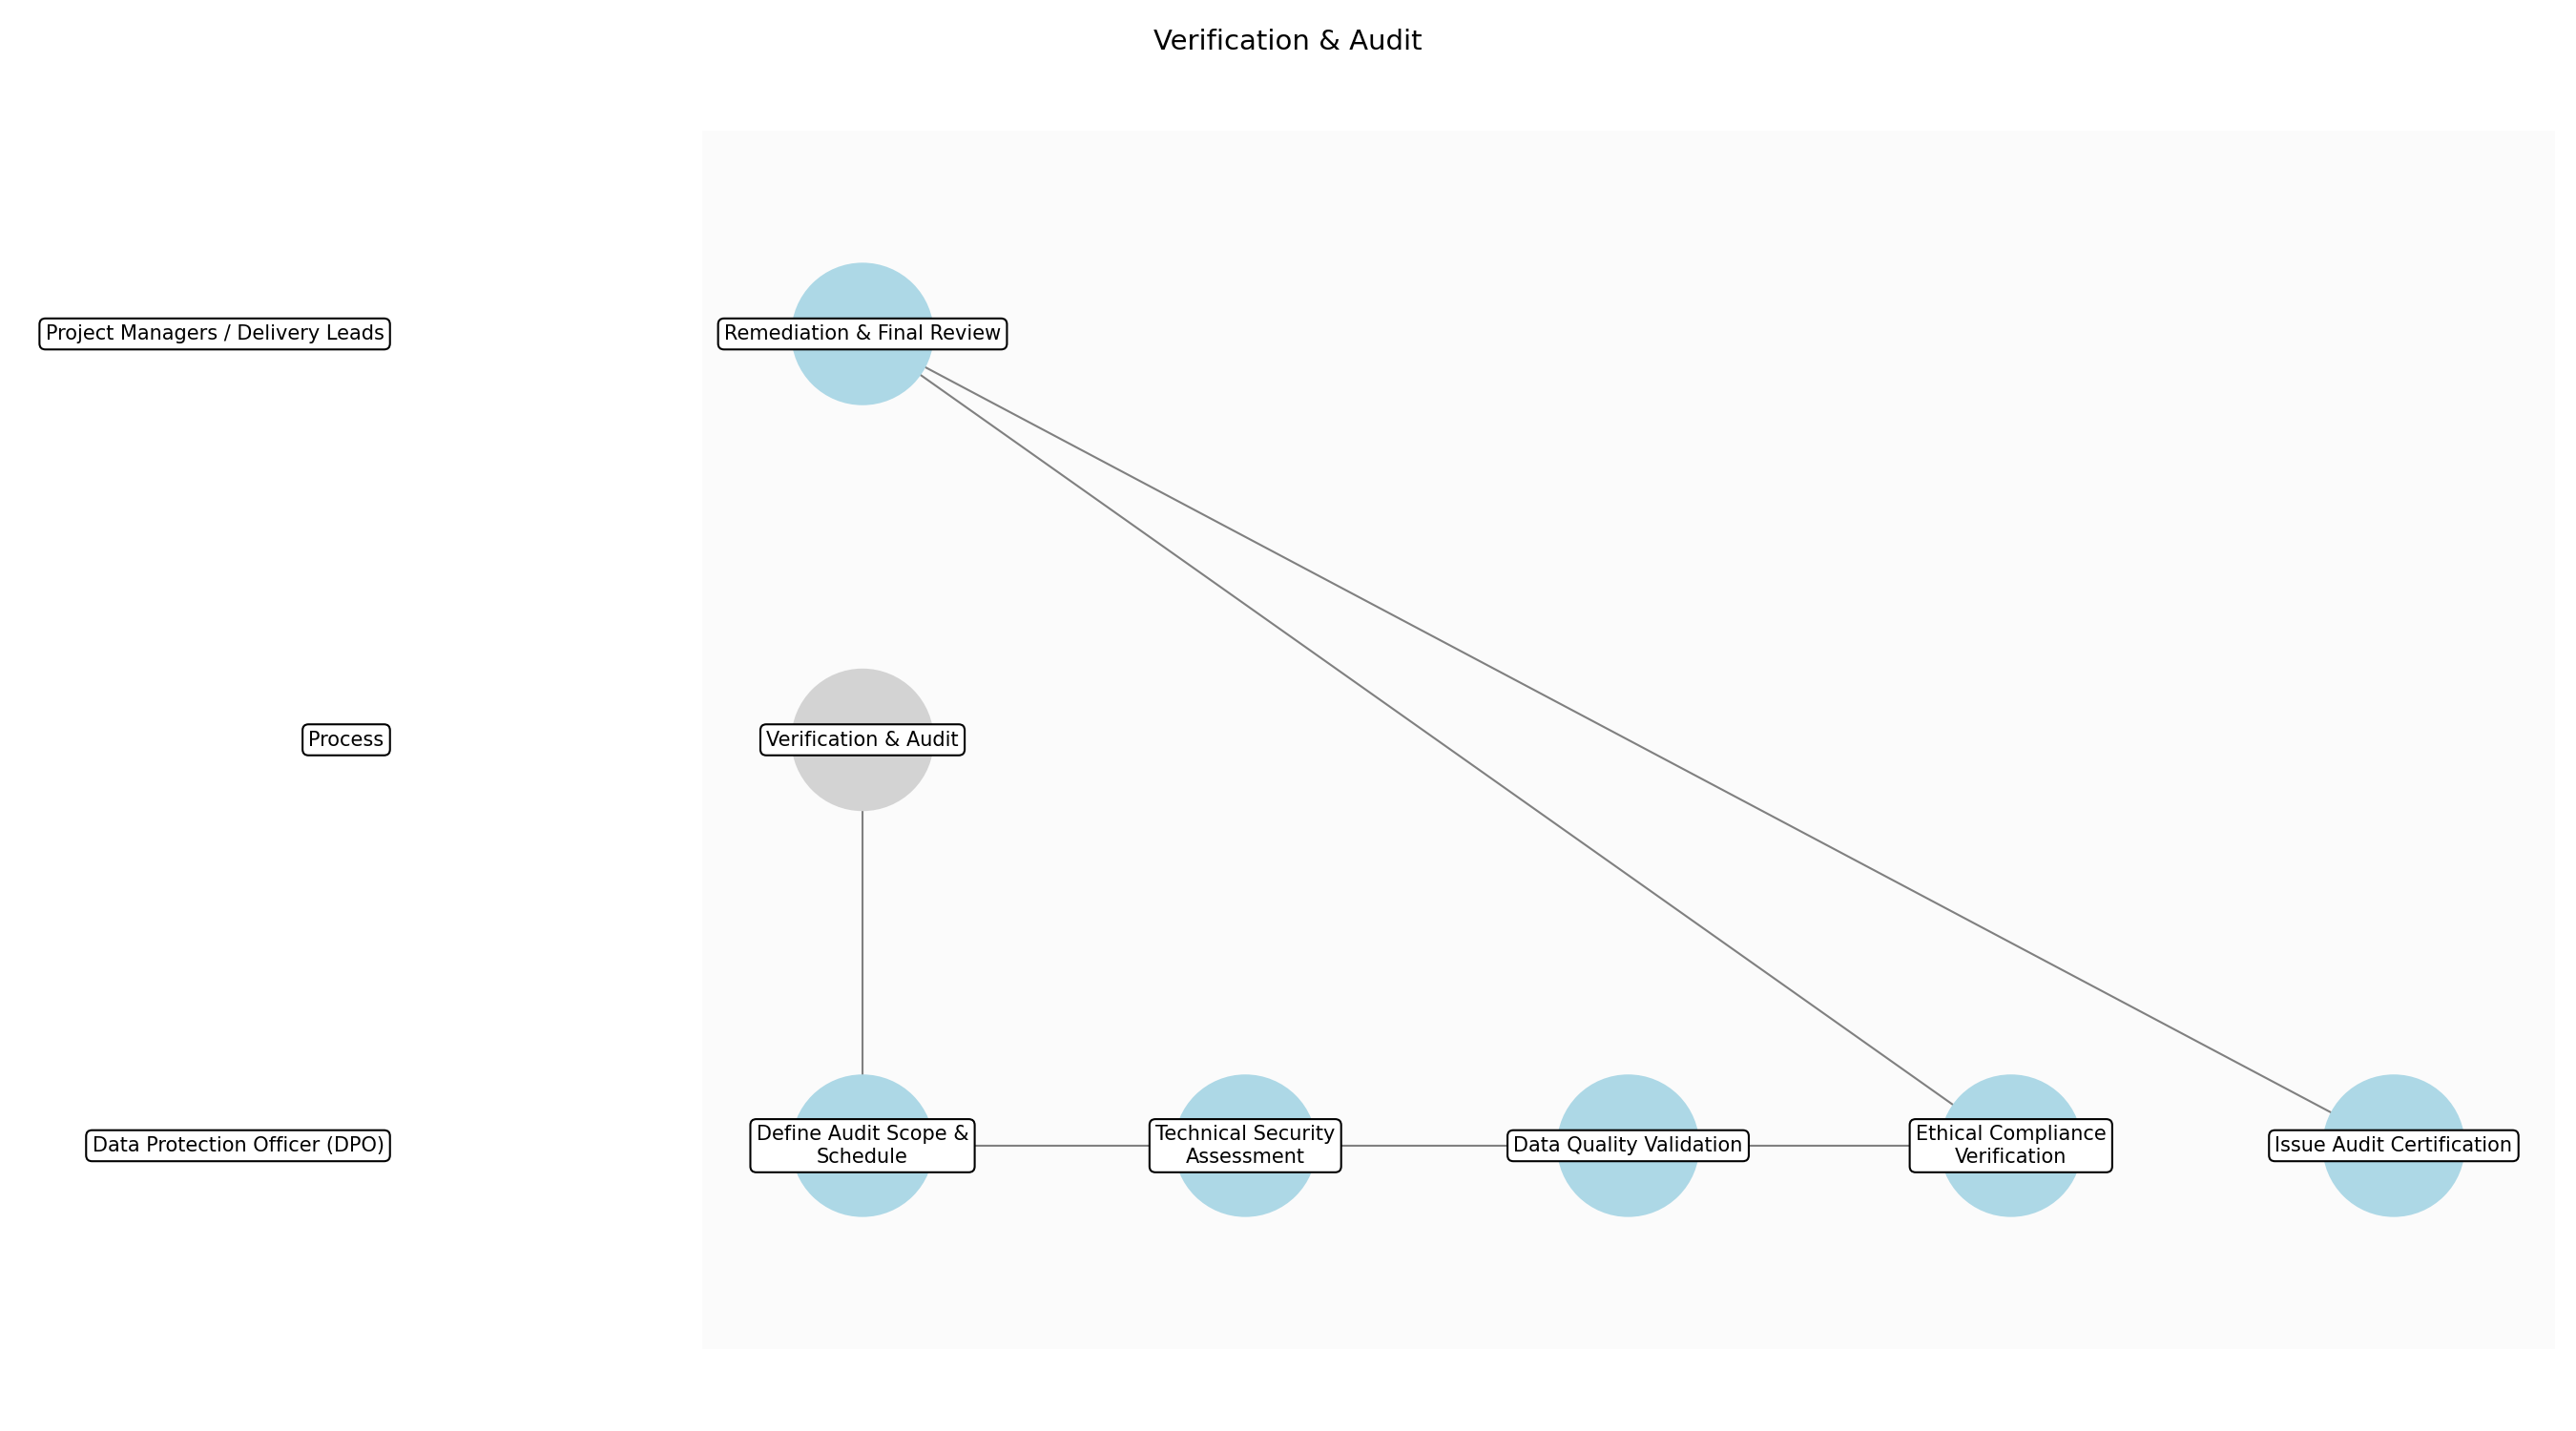 Verification & Audit
Project Managers / Delivery Leads
Remediation & Final Review
Process
Verification & Audit
Data Protection Officer (DPO)
Define Audit Scope &
Schedule
Technical Security
Assessment
Data Quality Validation
Ethical Compliance
Verification
Issue Audit Certification